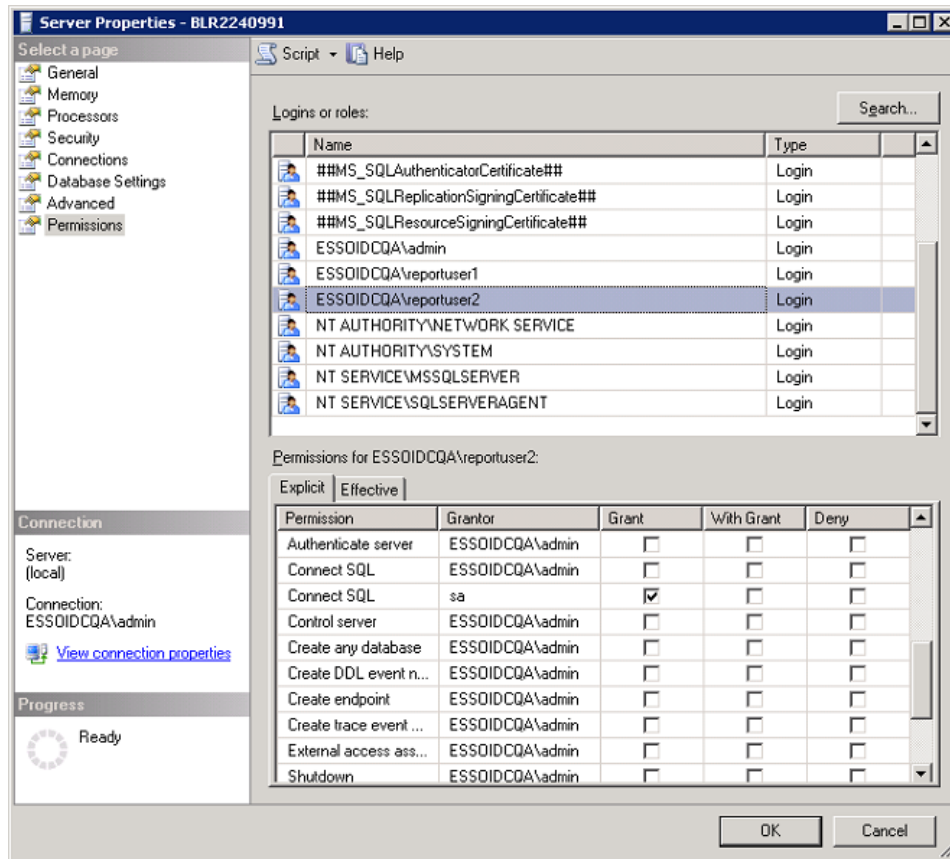 Server Properties - BLR2240991
Select a page
General
Memory
Processors
Security
Connections
Database Settings
Advanced
Permissions
Connection
Server:
(local)
Connection:
ESSOIDCQA\admin
View connection properties
Progress
Ready
Script Help
Logins or roles:
Search...
Name Type
##MS_SQLAuthenticatorCertificate## Login
##MS_SQLReplicationSigningCertificate## Login
##MS_SQLResourceSigningCertificate## Login
ESSOIDCQA\admin Login
ESSOIDCQA\reportuser1 Login
ESSOIDCQA\reportuser2 Login
NT AUTHORITY\NETWORK SERVICE Login
NT AUTHORITY\SYSTEM Login
NT SERVICE\MSSQLSERVER Login
NT SERVICE\SQLSERVERAGENT Login
Permissions for ESSOIDCQA\reportuser2:
Explicit Effective
Permission Grantor Grant With Grant Deny
Authenticate server ESSOIDCQA\admin
Connect SQL ESSOIDCQA\admin
Connect SQL sa
Control server ESSOIDCQA\admin
Create any database ESSOIDCQA\admin
Create DDL event n... ESSOIDCQA\admin
Create endpoint ESSOIDCQA\admin
Create trace event ... ESSOIDCQA\admin
External access ass... ESSOIDCQA\admin
Shutdown ESSOIDCQA\admin
OK Cancel